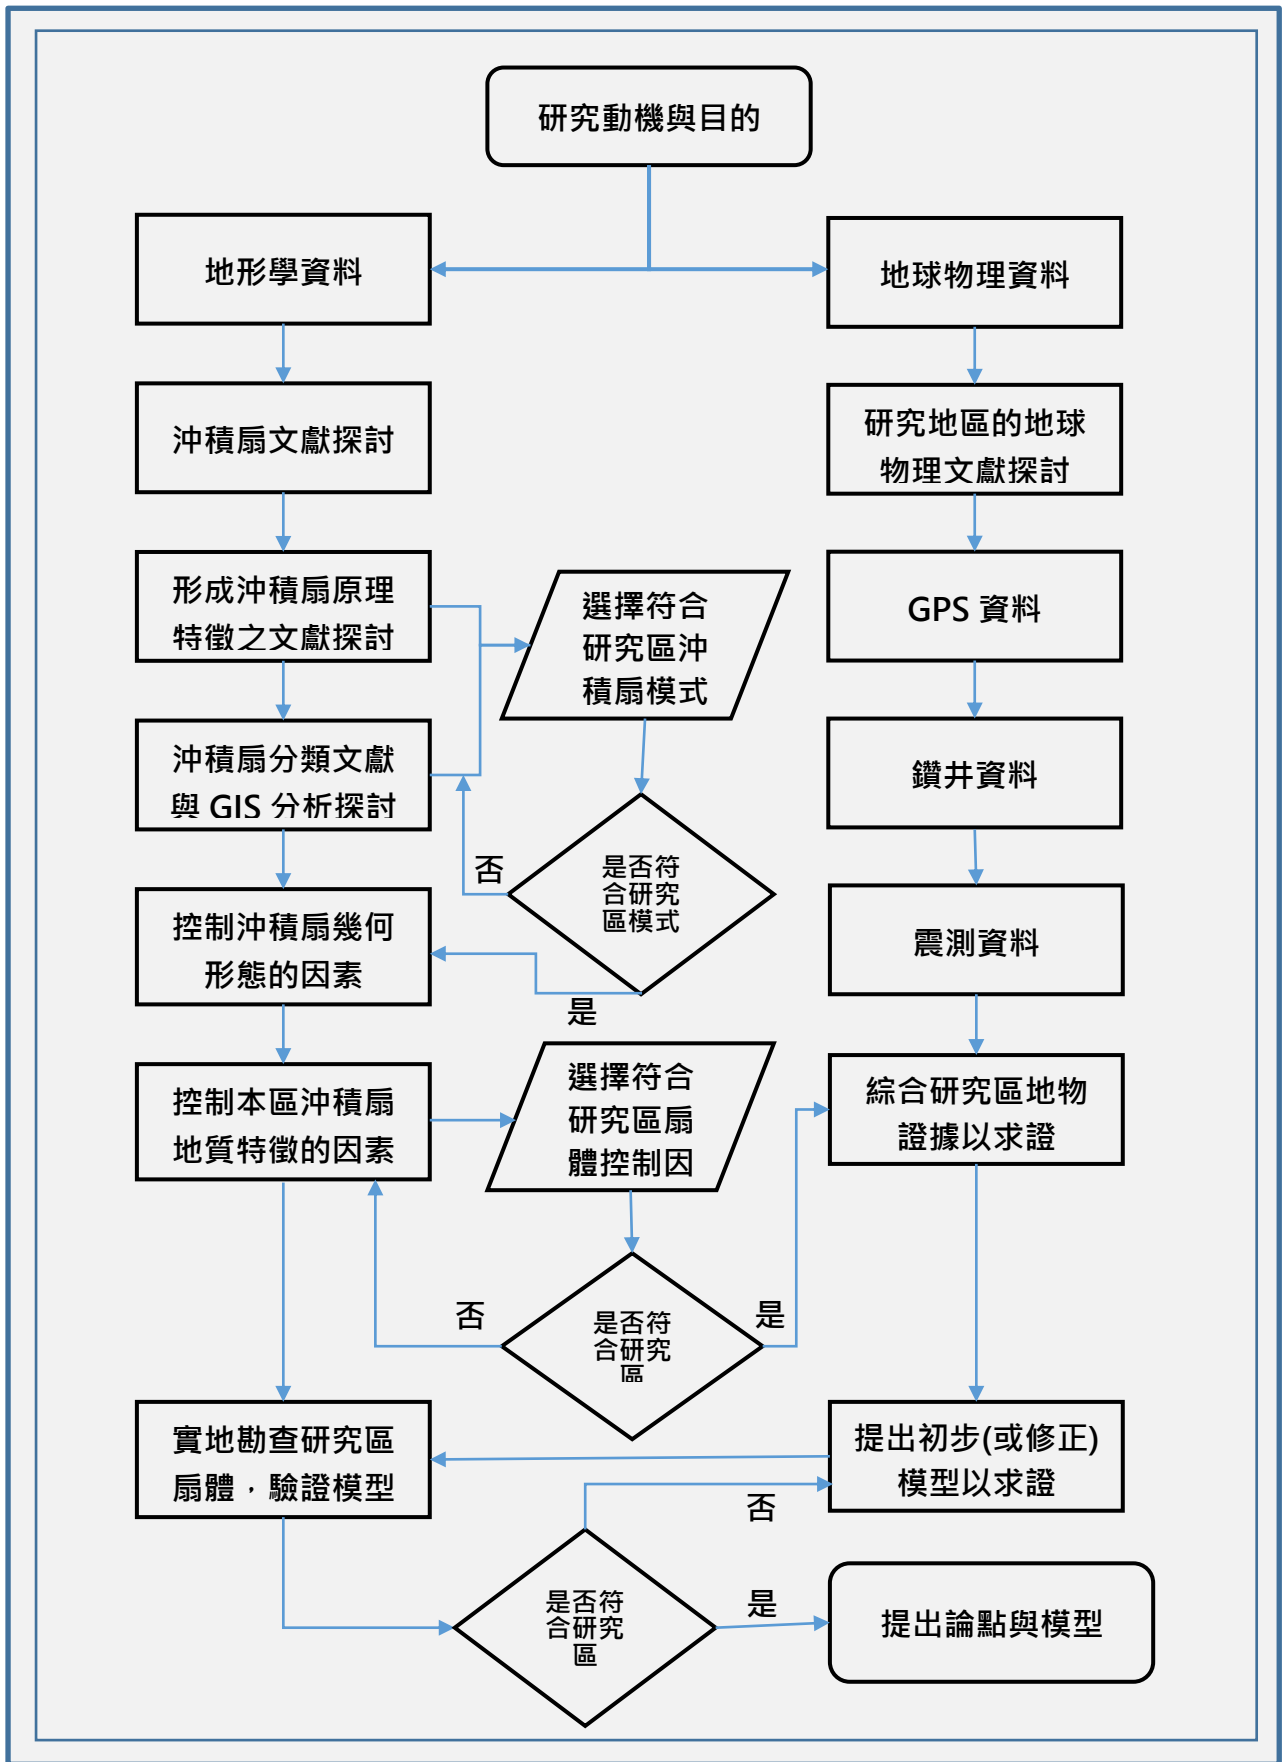 研究動機與目的
地形學資料
地球物理資料
沖積扇文獻探討
研究地區的地球
物理文獻探討
形成沖積扇原理
特徵之文獻探討
選擇符合
研究區沖
積扇模式
GPS 資料
沖積扇分類文獻
與 GIS 分析探討
鑽井資料
是否符
合研究
區模式
否
是
控制沖積扇幾何
形態的因素
震測資料
控制本區沖積扇
地質特徵的因素
選擇符合
研究區扇
體控制因
綜合研究區地物
證據以求證
是否符
合研究
區
否
是
實地勘查研究區
扇體，驗證模型
提出初步(或修正)
模型以求證
否
是否符
合研究
區
是
提出論點與模型